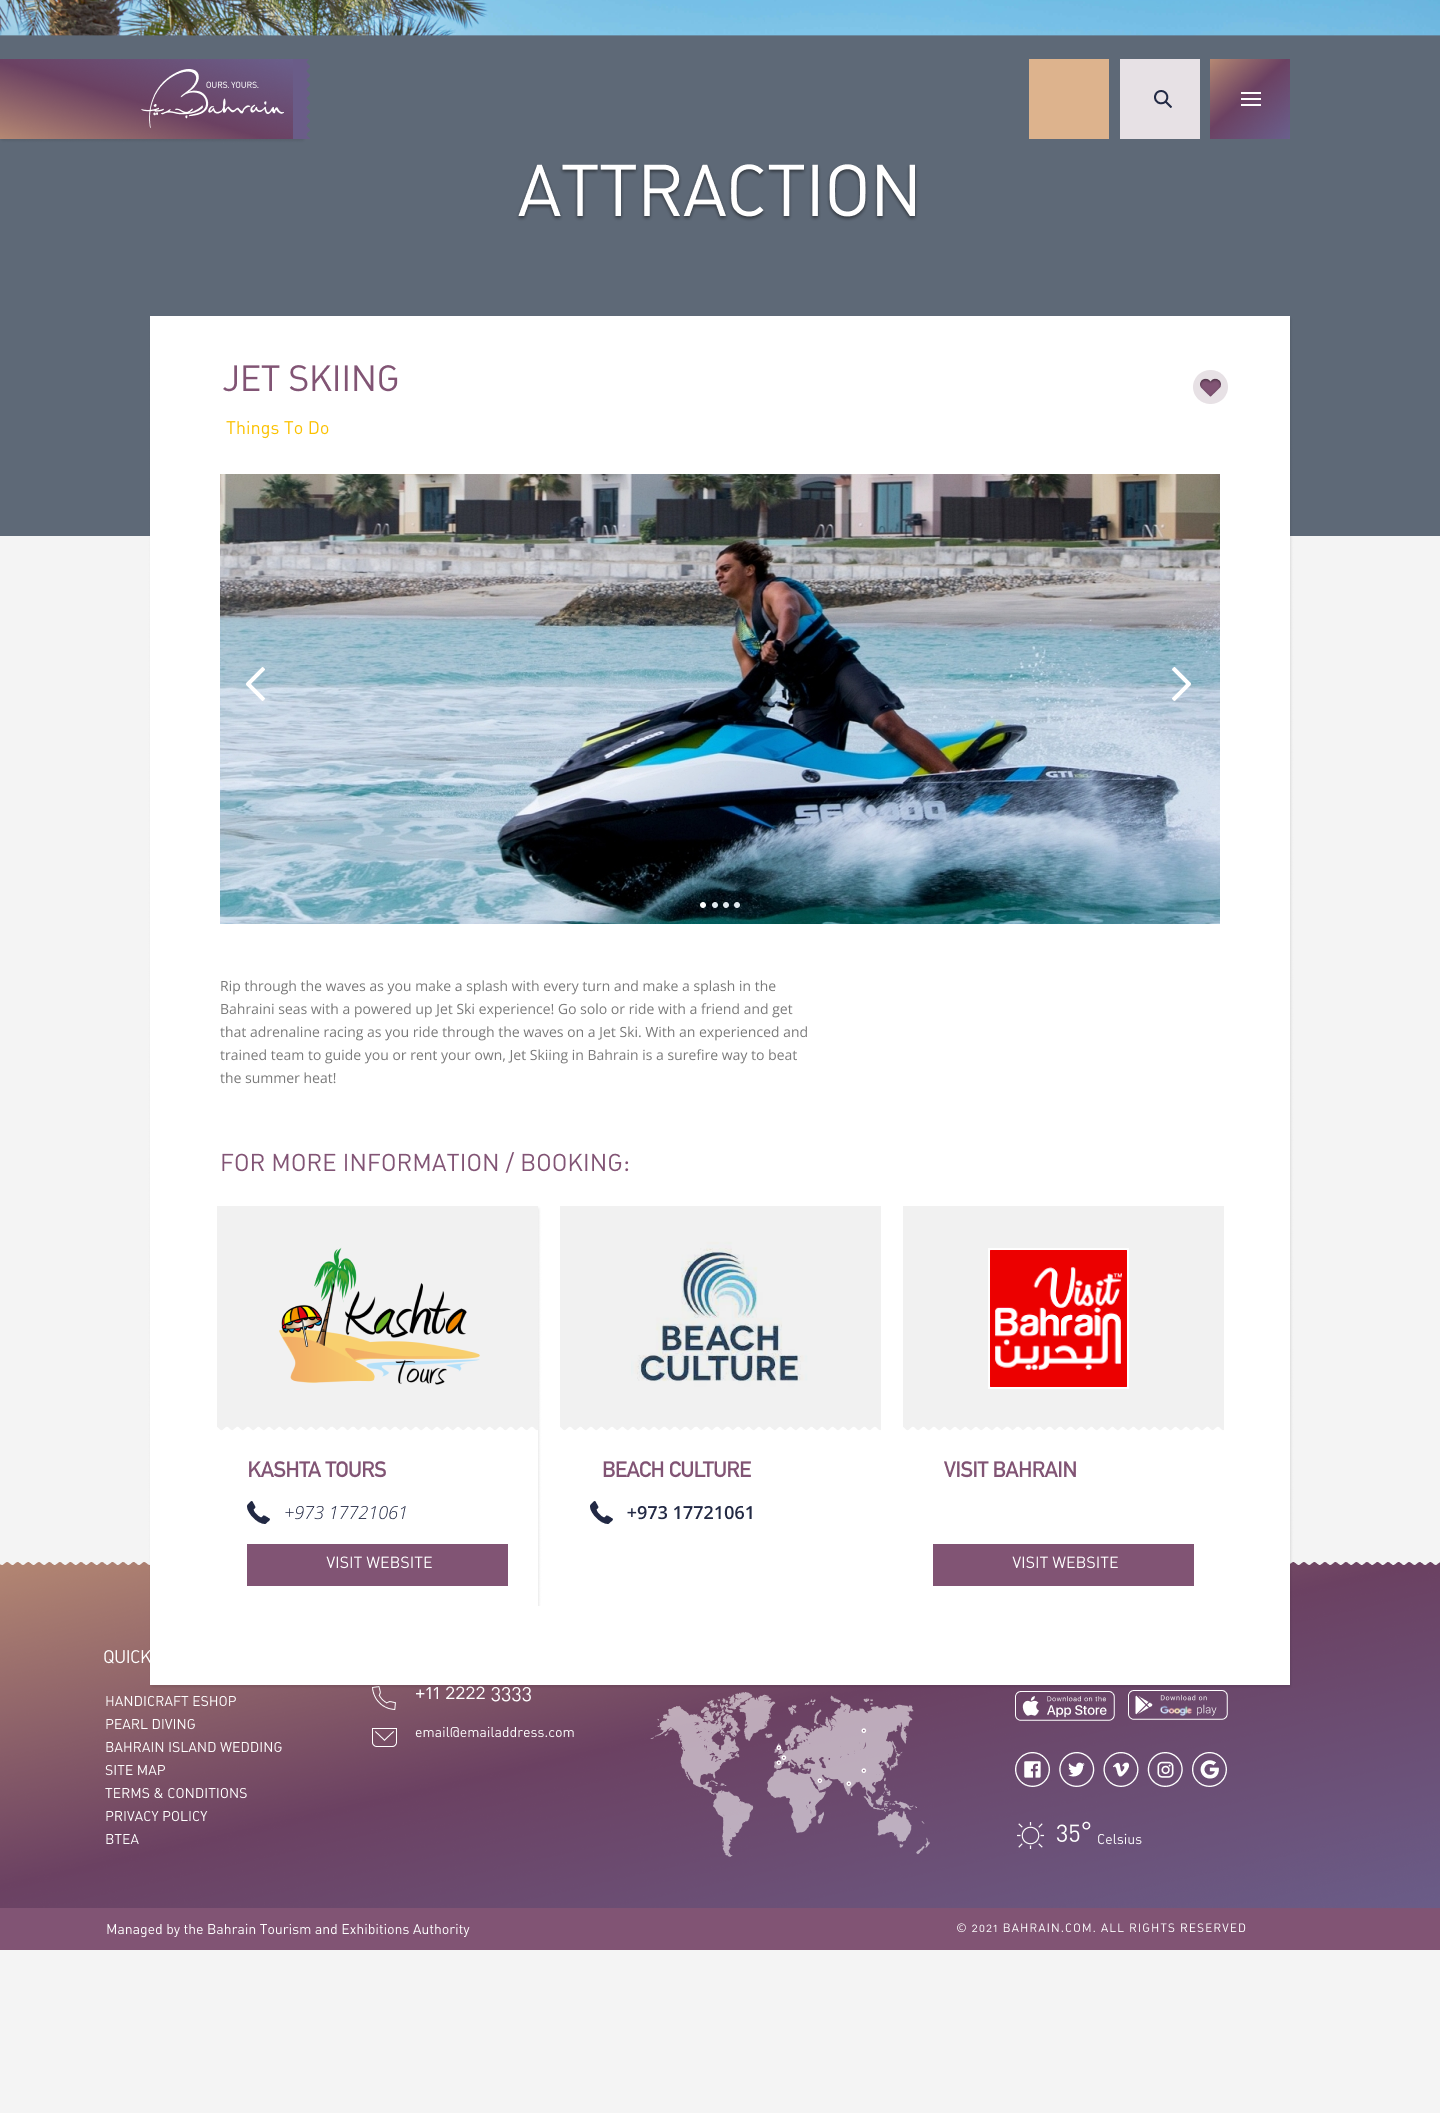 OURS. YOURS.
Bahrain
ATTRACTION
JET SKIING
Things To Do
SEA-DOO
GTI
SEA-DOO
Rip through the waves as you make a splash with every turn and make a splash in the
Bahraini seas with a powered up Jet Ski experience! Go solo or ride with a friend and get
that adrenaline racing as you ride through the waves on a Jet Ski. With an experienced and
trained team to guide you or rent your own, Jet Skiing in Bahrain is a surefire way to beat
the summer heat!
FOR MORE INFORMATION / BOOKING:
Kashta
Tours
BEACH
CULTURE
Visit™
Bahrain
البحرين
KASHTA TOURS
+973 17721061
VISIT WEBSITE
BEACH CULTURE
+973 17721061
VISIT BAHRAIN
VISIT WEBSITE
QUICK
HANDICRAFT ESHOP
PEARL DIVING
BAHRAIN ISLAND WEDDING
SITE MAP
TERMS & CONDITIONS
PRIVACY POLICY
BTEA
+11 2222 3333
email@emailaddress.com
Download on the
App Store
Download on
Google play
35° Celsius
Managed by the Bahrain Tourism and Exhibitions Authority
© 2021 BAHRAIN.COM. ALL RIGHTS RESERVED